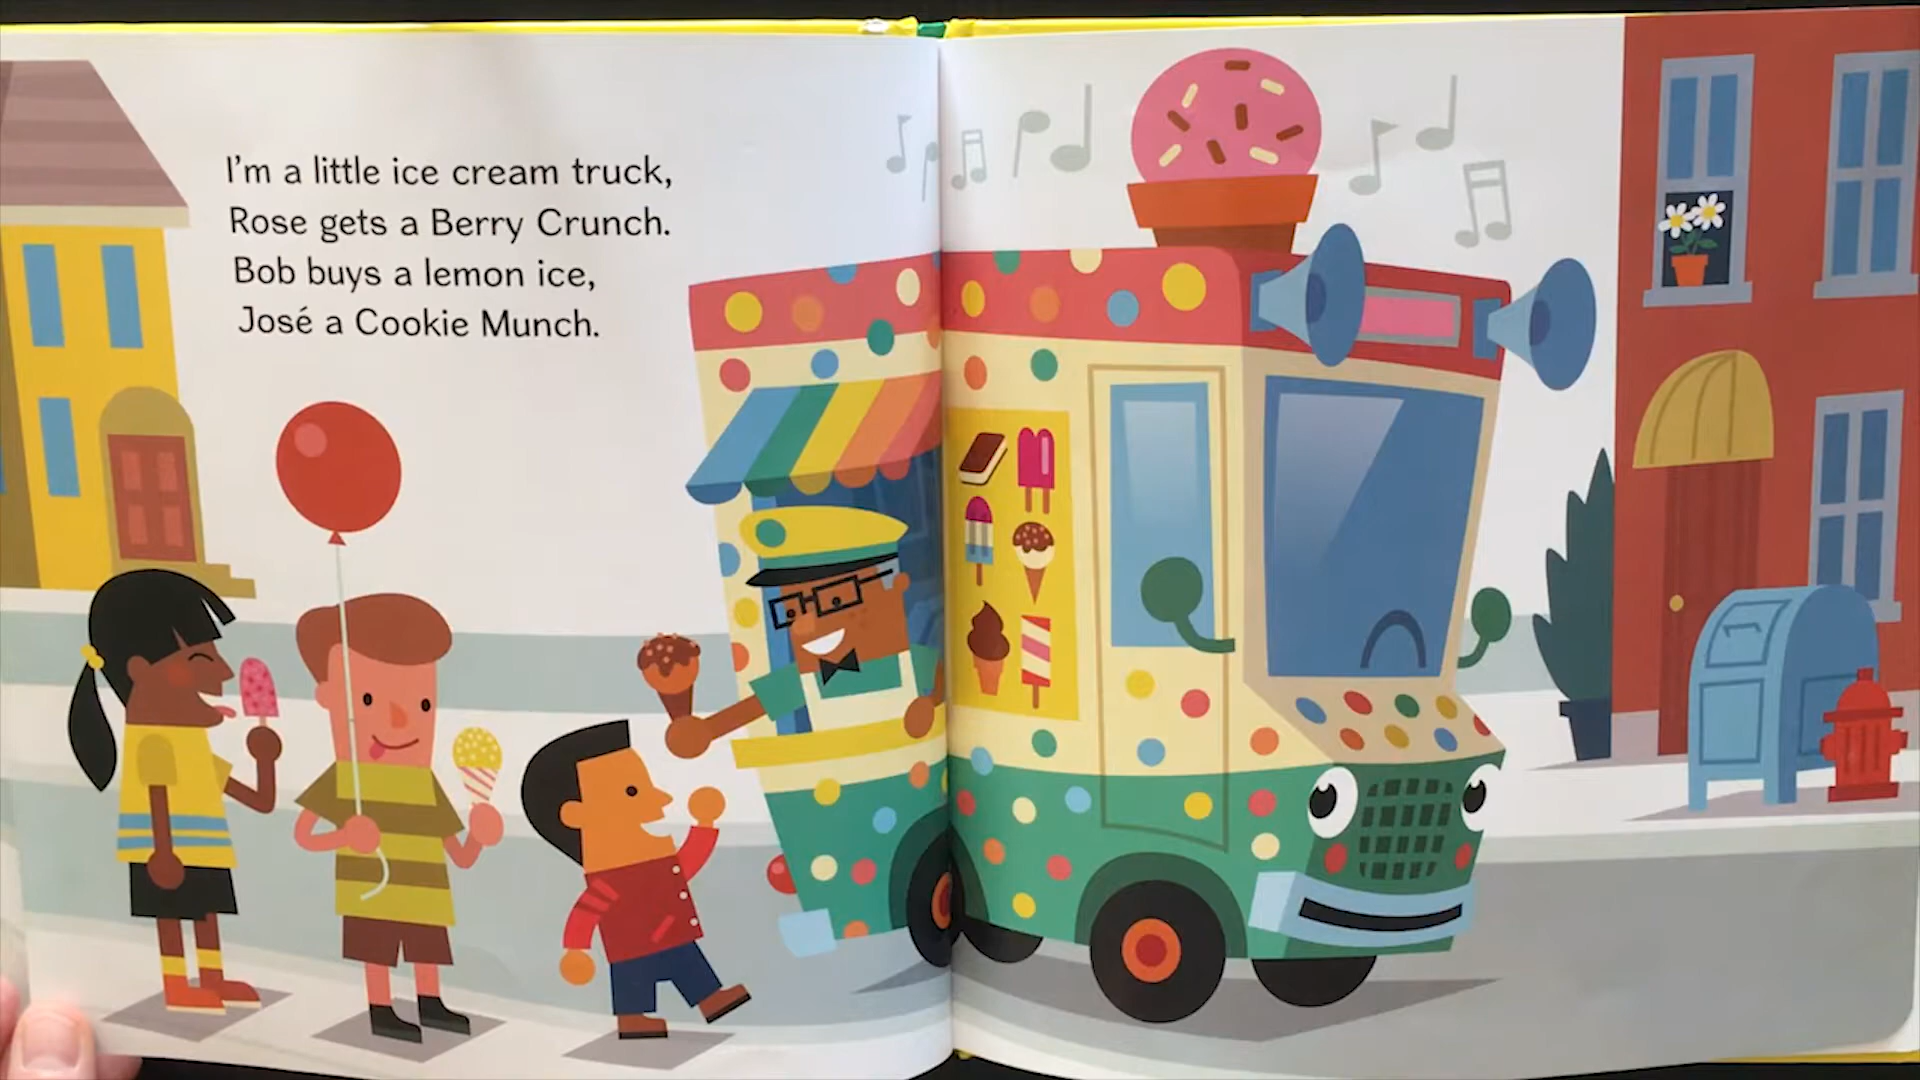 I'm a little ice cream truck,
Rose gets a Berry Crunch.
Bob buys a lemon ice,
José a Cookie Munch.